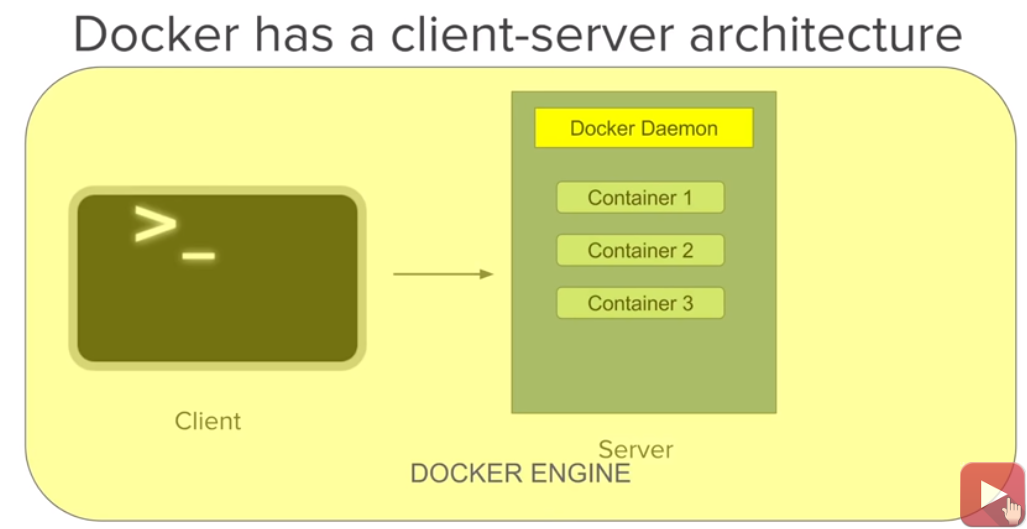 Docker has a client-server architecture
Docker Daemon
Container 1
Container 2
Container 3
>_
Client
Server
DOCKER ENGINE